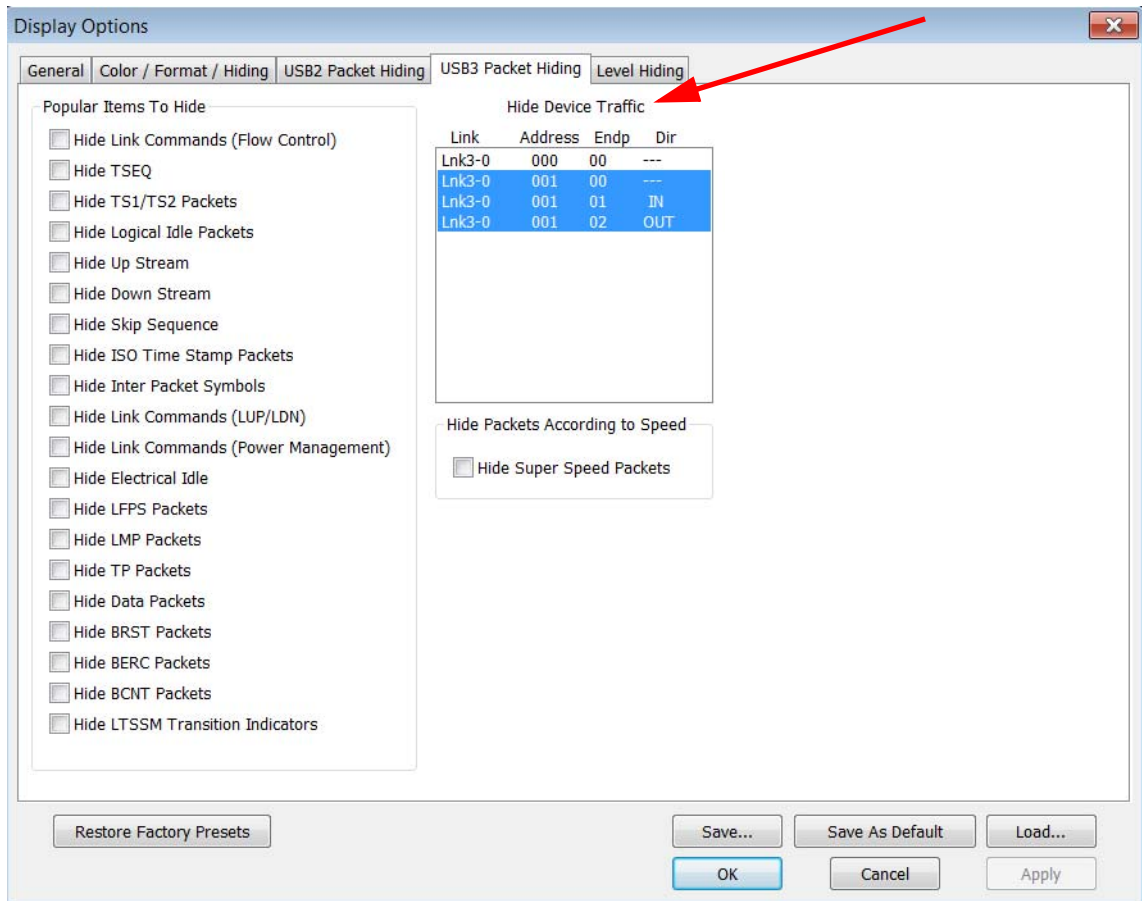 Display Options
General
Color / Format / Hiding
USB2 Packet Hiding
USB3 Packet Hiding
Level Hiding
Popular Items To Hide
Hide Link Commands (Flow Control)
Hide TSEQ
Hide TS1/TS2 Packets
Hide Logical Idle Packets
Hide Up Stream
Hide Down Stream
Hide Skip Sequence
Hide ISO Time Stamp Packets
Hide Inter Packet Symbols
Hide Link Commands (LUP/LDN)
Hide Link Commands (Power Management)
Hide Electrical Idle
Hide LFPS Packets
Hide LMP Packets
Hide TP Packets
Hide Data Packets
Hide BRST Packets
Hide BERC Packets
Hide BCNT Packets
Hide LTSSM Transition Indicators
Hide Device Traffic
Link Address Endp Dir
Lnk3-0 000 00 ---
Lnk3-0 001 00 ---
Lnk3-0 001 01 IN
Lnk3-0 001 02 OUT
Hide Packets According to Speed
Hide Super Speed Packets
Restore Factory Presets
Save...
Save As Default
Load...
OK
Cancel
Apply